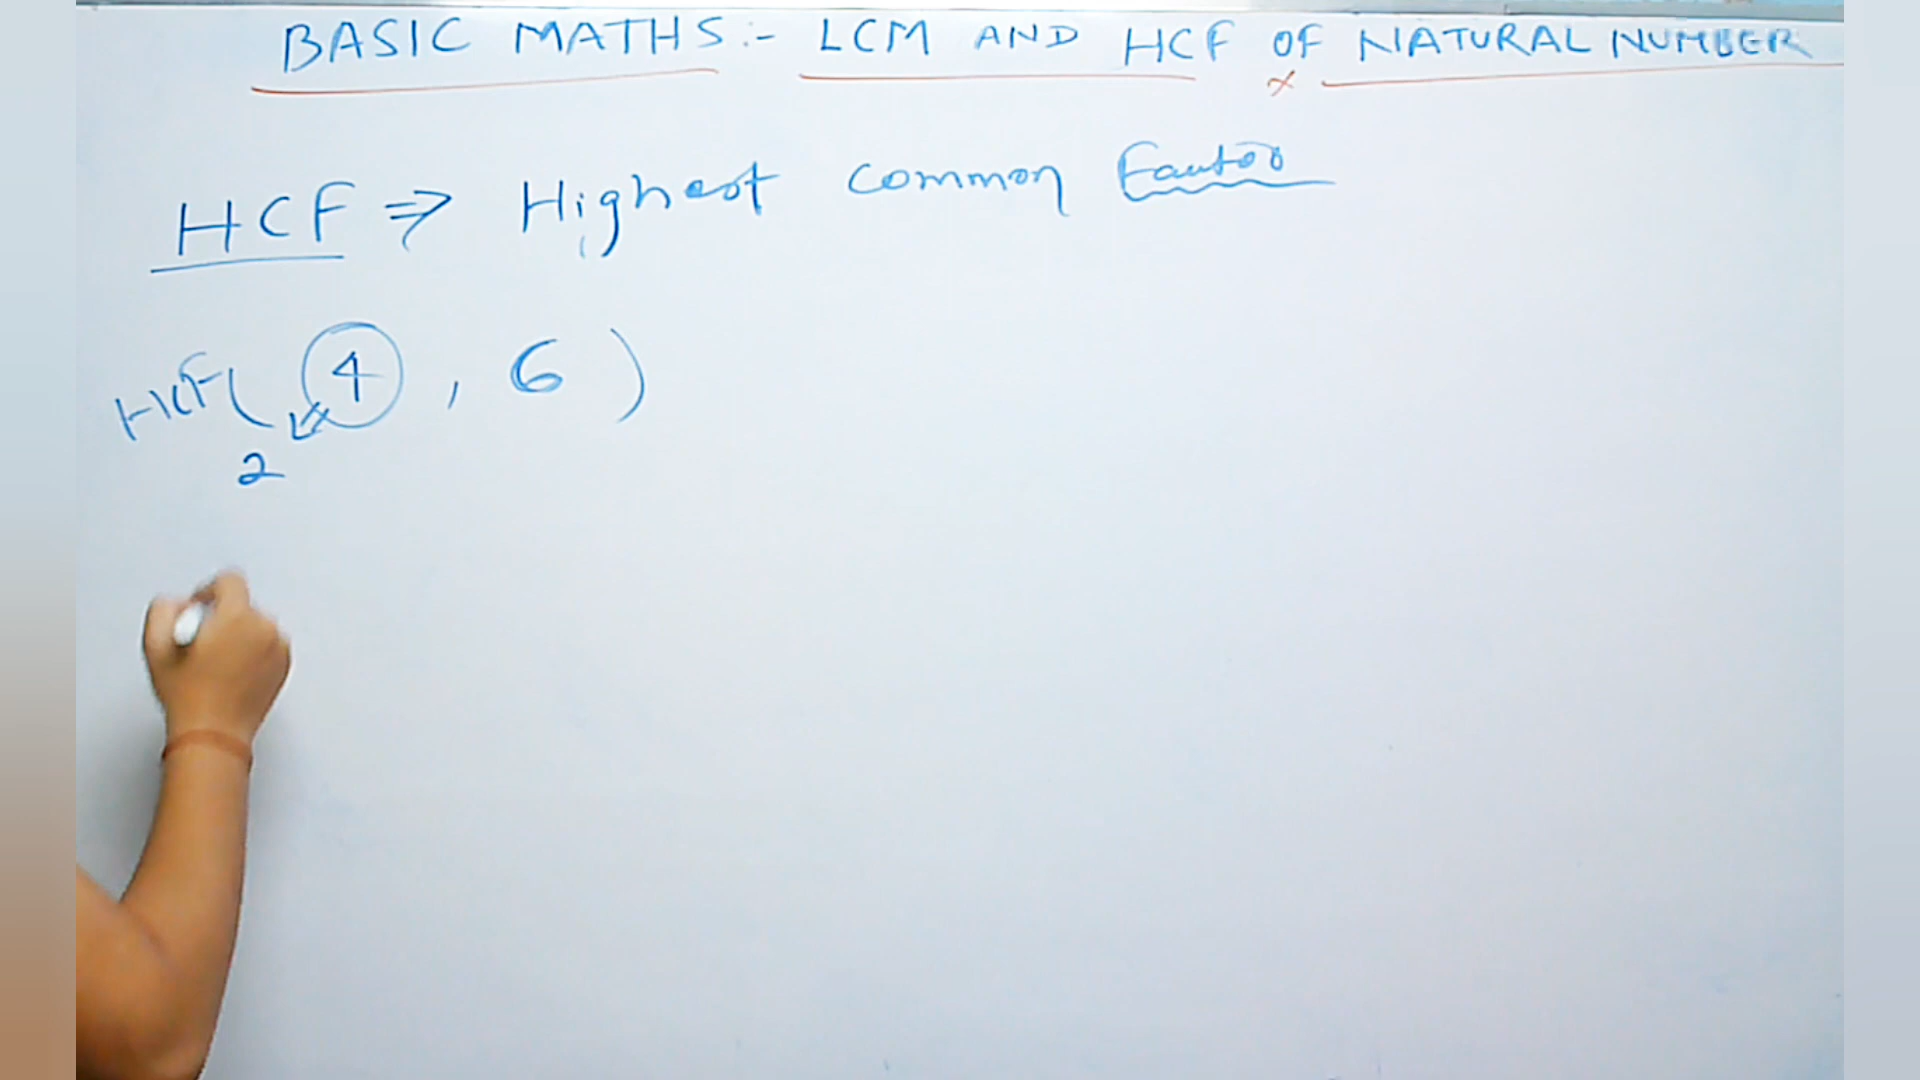 BASIC MATHS:- LCM AND HCF OF NATURAL NUMBER
HCF ⇒ Highest common Factor
HCF( 4 , 6 )
2